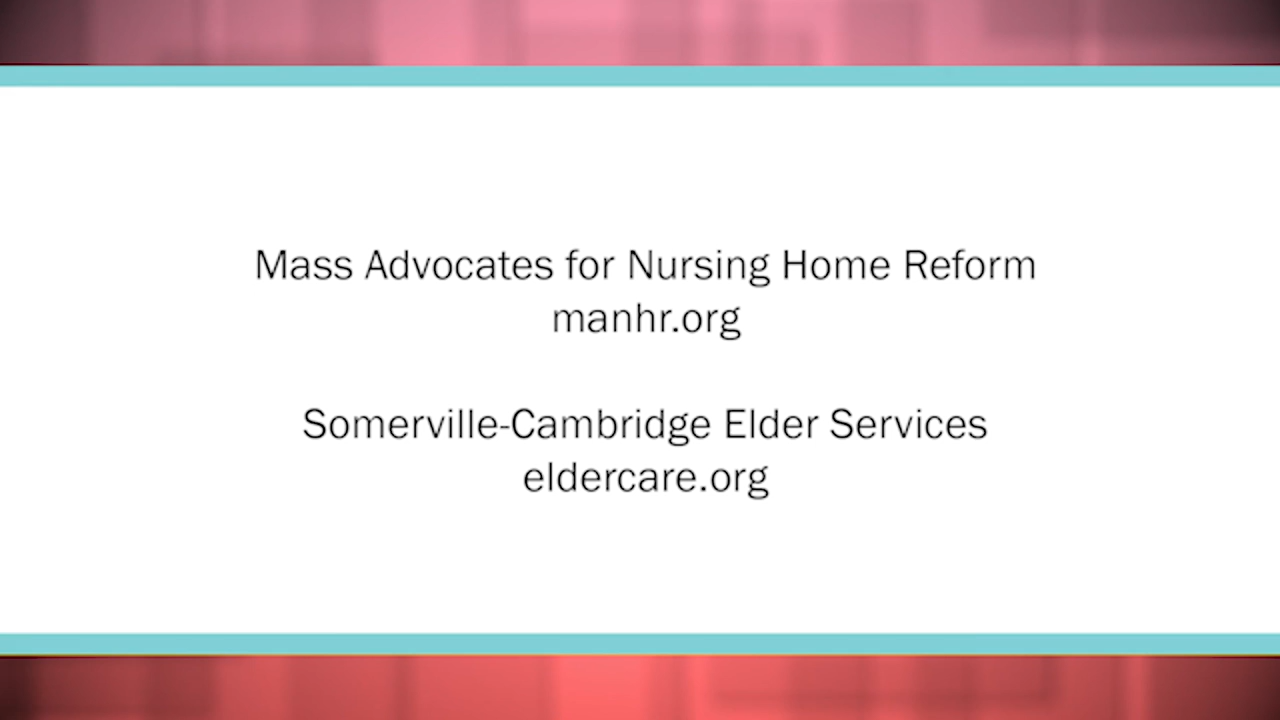 Mass Advocates for Nursing Home Reform
manhr.org
Somerville-Cambridge Elder Services
eldercare.org